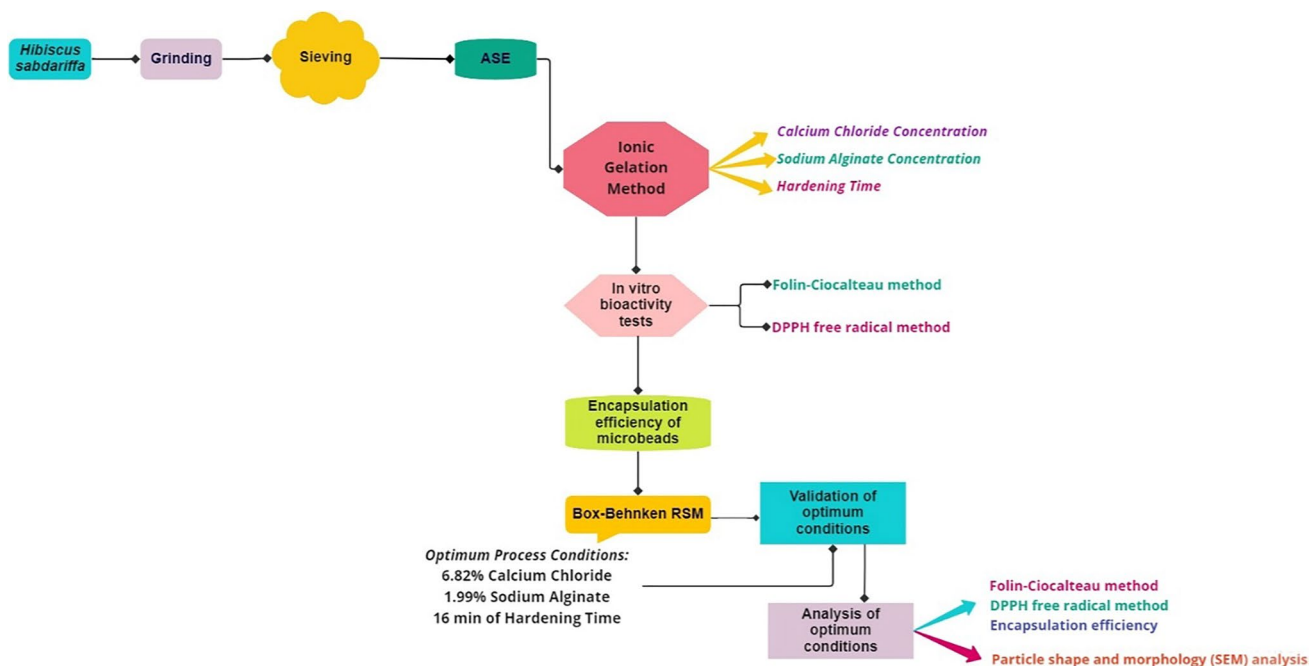 Hibiscus
sabdariffa
Grinding
Sieving
ASE
Ionic
Gelation
Method
Calcium Chloride Concentration
Sodium Alginate Concentration
Hardening Time
In vitro
bioactivity
tests
Folin-Ciocalteau method
DPPH free radical method
Encapsulation
efficiency of
microbeads
Box-Behnken RSM
Validation of
optimum
conditions
Optimum Process Conditions:
6.82% Calcium Chloride
1.99% Sodium Alginate
16 min of Hardening Time
Analysis of
optimum
conditions
Folin-Ciocalteau method
DPPH free radical method
Encapsulation efficiency
Particle shape and morphology (SEM) analysis